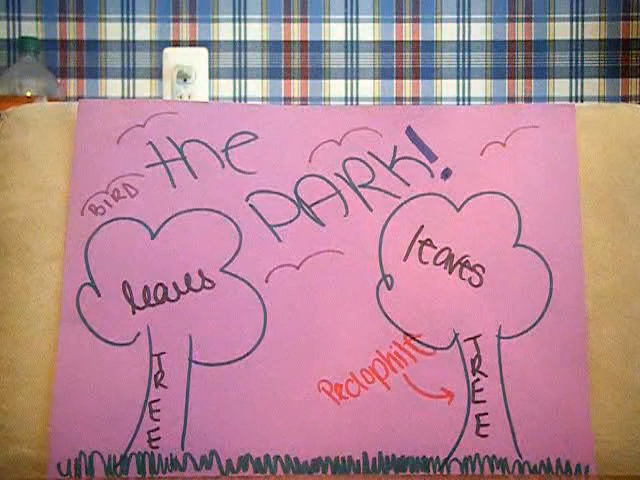 the
PARK!
BIRD
leaves
leaves
Pedophile
TREE
TREE